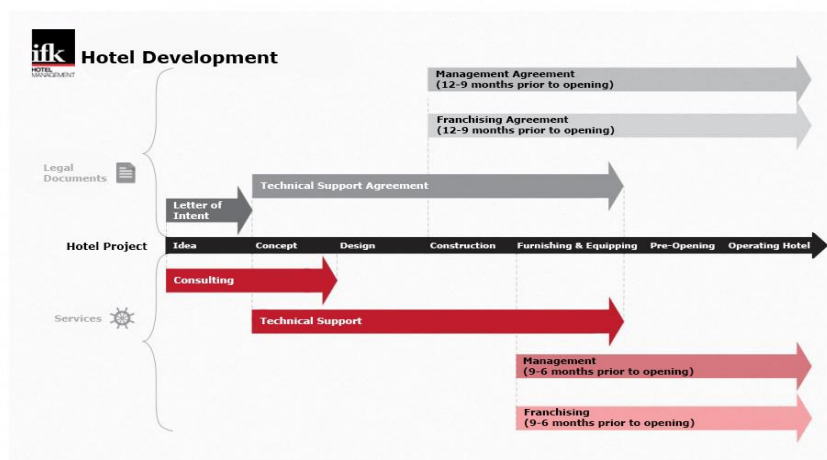 ifk
HOTEL
MANAGEMENT
Hotel Development
Management Agreement
(12-9 months prior to opening)
Franchising Agreement
(12-9 months prior to opening)
Legal
Documents
Technical Support Agreement
Letter of
Intent
Hotel Project Idea Concept Design Construction Furnishing & Equipping Pre-Opening Operating Hotel
Consulting
Services
Technical Support
Management
(9-6 months prior to opening)
Franchising
(9-6 months prior to opening)